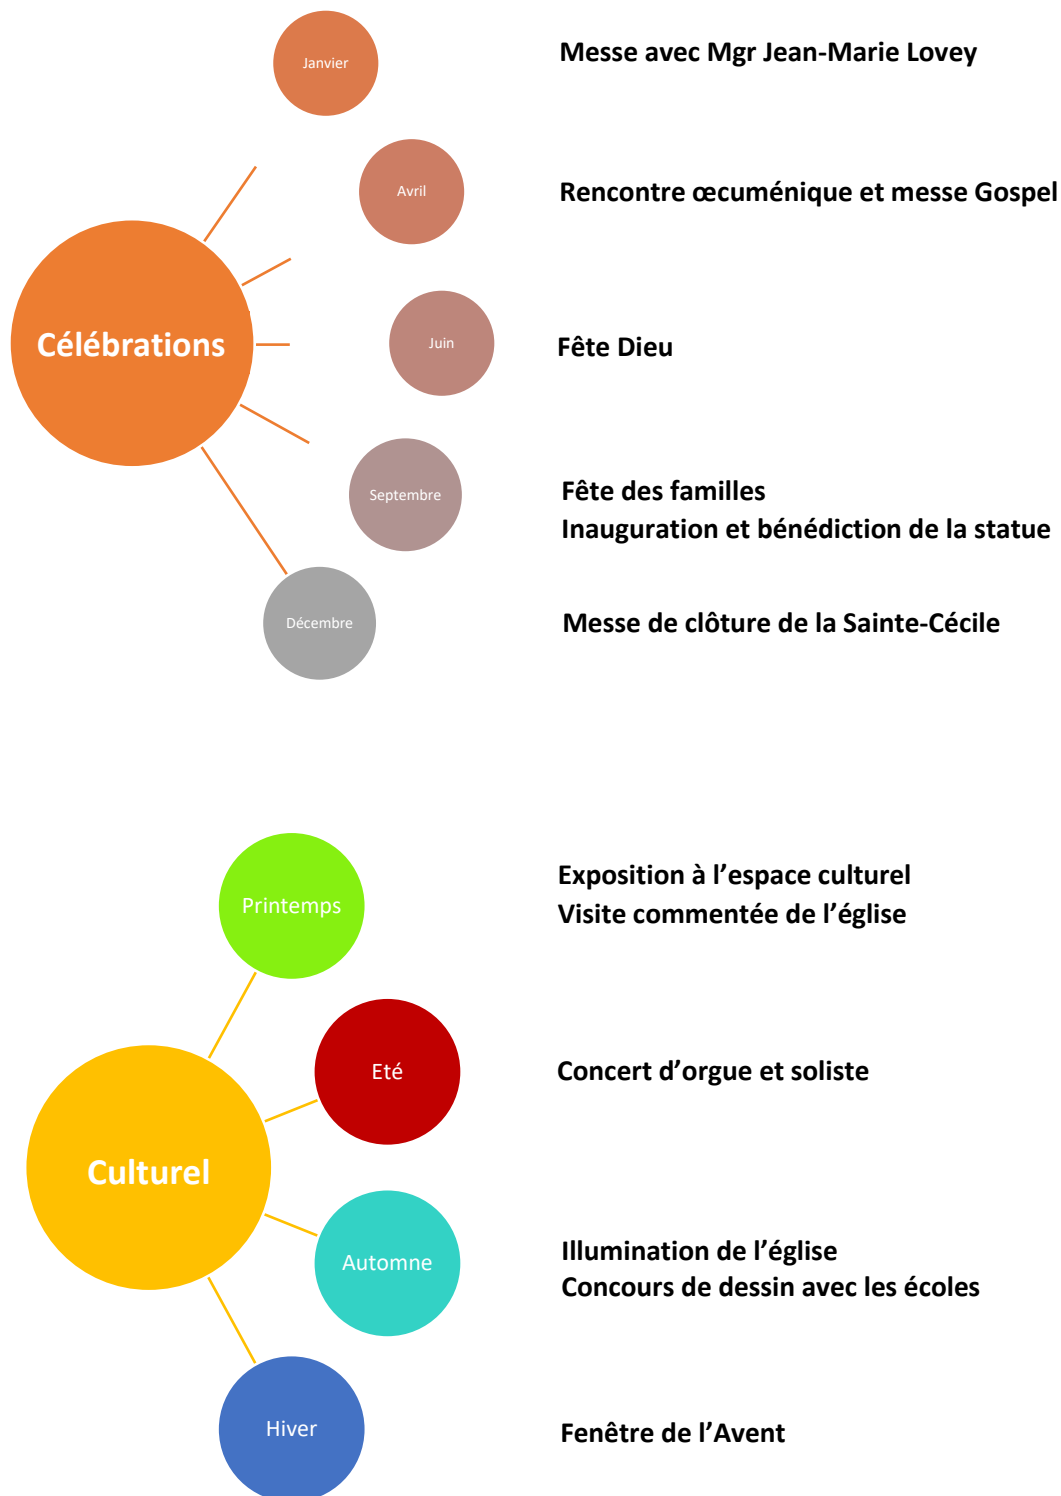 Janvier
Messe avec Mgr Jean-Marie Lovey
Avril
Rencontre œcuménique et messe Gospel
Célébrations
Juin
Fête Dieu
Septembre
Fête des familles
Inauguration et bénédiction de la statue
Décembre
Messe de clôture de la Sainte-Cécile
Printemps
Exposition à l’espace culturel
Visite commentée de l’église
Eté
Concert d’orgue et soliste
Culturel
Automne
Illumination de l’église
Concours de dessin avec les écoles
Hiver
Fenêtre de l’Avent